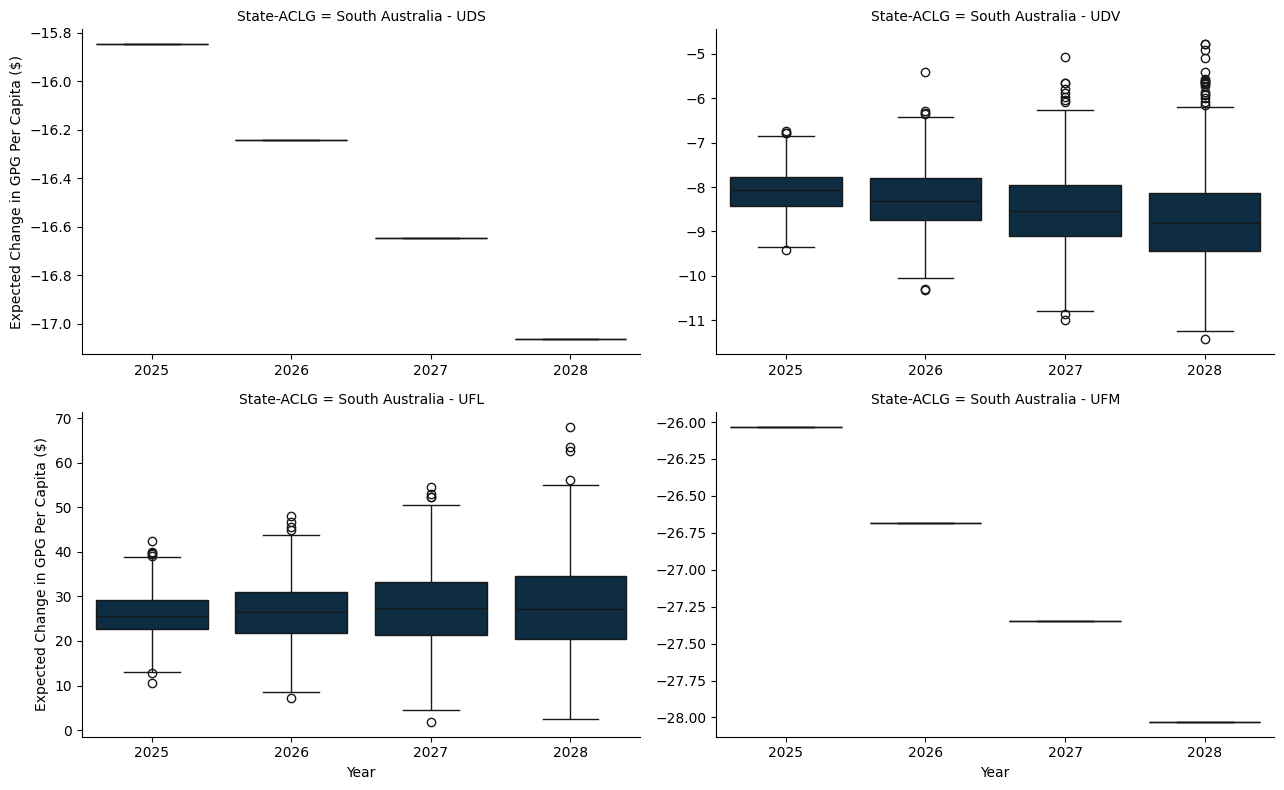 State-ACLG = South Australia - UDS
Expected Change in GPG Per Capita ($)
−15.8
−16.0
−16.2
−16.4
−16.6
−16.8
−17.0
2025 2026 2027 2028
State-ACLG = South Australia - UDV
−5
−6
−7
−8
−9
−10
−11
2025 2026 2027 2028
State-ACLG = South Australia - UFL
Expected Change in GPG Per Capita ($)
70
60
50
40
30
20
10
0
2025 2026 2027 2028
Year
State-ACLG = South Australia - UFM
−26.00
−26.25
−26.50
−26.75
−27.00
−27.25
−27.50
−27.75
−28.00
2025 2026 2027 2028
Year